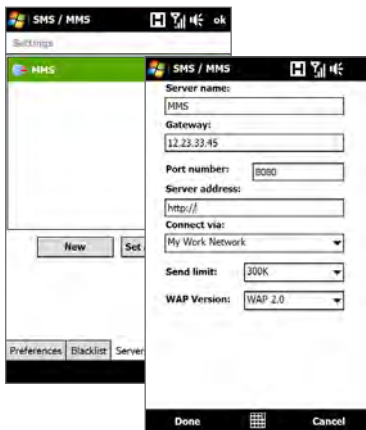 SMS / MMS
ok
Settings
MMS
New
Set
Preferences
Blacklist
Server
SMS / MMS
Server name:
MMS
Gateway:
12.23.33.45
Port number: 8080
Server address:
http://
Connect via:
My Work Network
Send limit: 300K
WAP Version: WAP 2.0
Done
Cancel